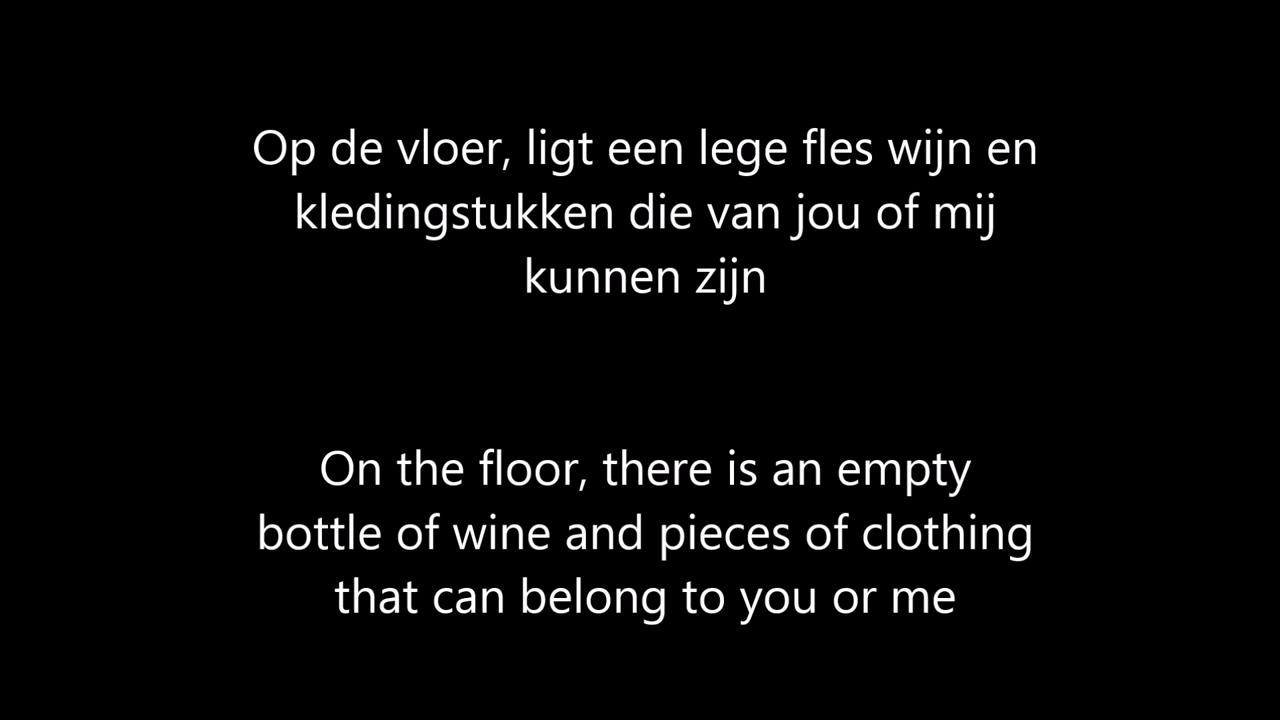 Op de vloer, ligt een lege fles wijn en
kledingstukken die van jou of mij
kunnen zijn
On the floor, there is an empty
bottle of wine and pieces of clothing
that can belong to you or me